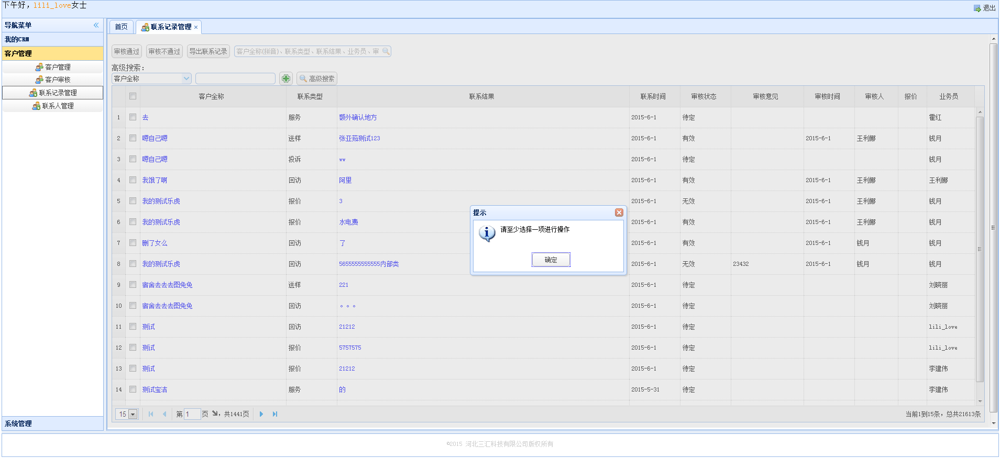 下午好，lili_love女士
退出
导航菜单
我的CRM
客户管理
客户管理
客户审核
联系记录管理
联系人管理
系统管理
首页 联系记录管理
审核通过 审核不通过 导出联系记录 客户全称(拼音)、联系类型、联系结果、业务员、审
高级搜索：
客户全称 高级搜索
客户全称 联系类型 联系结果 联系时间 审核状态 审核意见 审核时间 审核人 报价 业务员
1 去 服务 额外确认地方 2015-6-1 待定 霍红
2 嗯自己嗯 送样 张亚茹测试123 2015-6-1 有效 2015-6-1 王利娜 钱月
3 嗯自己嗯 投诉 ww 2015-6-1 待定 钱月
4 我饿了啊 回访 阿里 2015-6-1 有效 2015-6-1 王利娜 王利娜
5 我的测试乐虎 报价 3 2015-6-1 无效 2015-6-1 王利娜 钱月
6 我的测试乐虎 报价 水电费 2015-6-1 有效 2015-6-1 王利娜 钱月
7 删了女么 回访 了 2015-6-1 有效 2015-6-1 钱月 钱月
8 我的测试乐虎 回访 5655555555555内部类 2015-6-1 无效 23432 2015-6-1 钱月 钱月
9 宿舍去去去图兔兔 送样 221 2015-6-1 待定 刘晓丽
10 宿舍去去去图兔兔 回访 。。。 2015-6-1 待定 刘晓丽
11 测试 回访 21212 2015-6-1 待定 lili_love
12 测试 报价 5757575 2015-6-1 待定 lili_love
13 测试 报价 21212 2015-6-1 待定 李建伟
14 测试宝洁 服务 的 2015-5-31 待定 李建伟
提示
请至少选择一项进行操作
确定
15 第 1 页 ，共1441页 当前1到15条，总共21613条
©2015 河北三汇科技有限公司版权所有